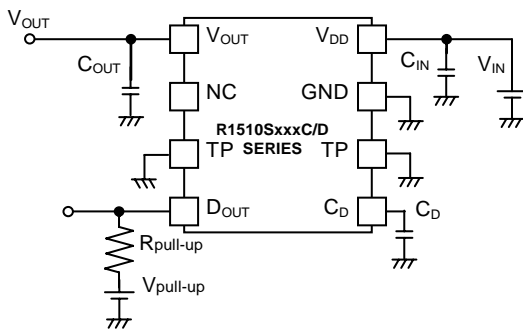 VOUT
COUT
VOUT
VDD
CIN
VIN
NC
GND
R1510SxxxC/D
SERIES
TP
TP
DOUT
CD
CD
Rpull-up
Vpull-up